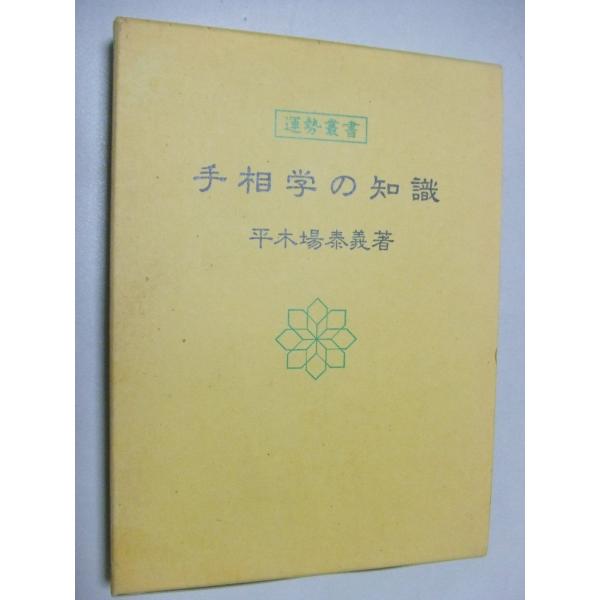 運勢叢書
手相学の知識
平木場泰義著